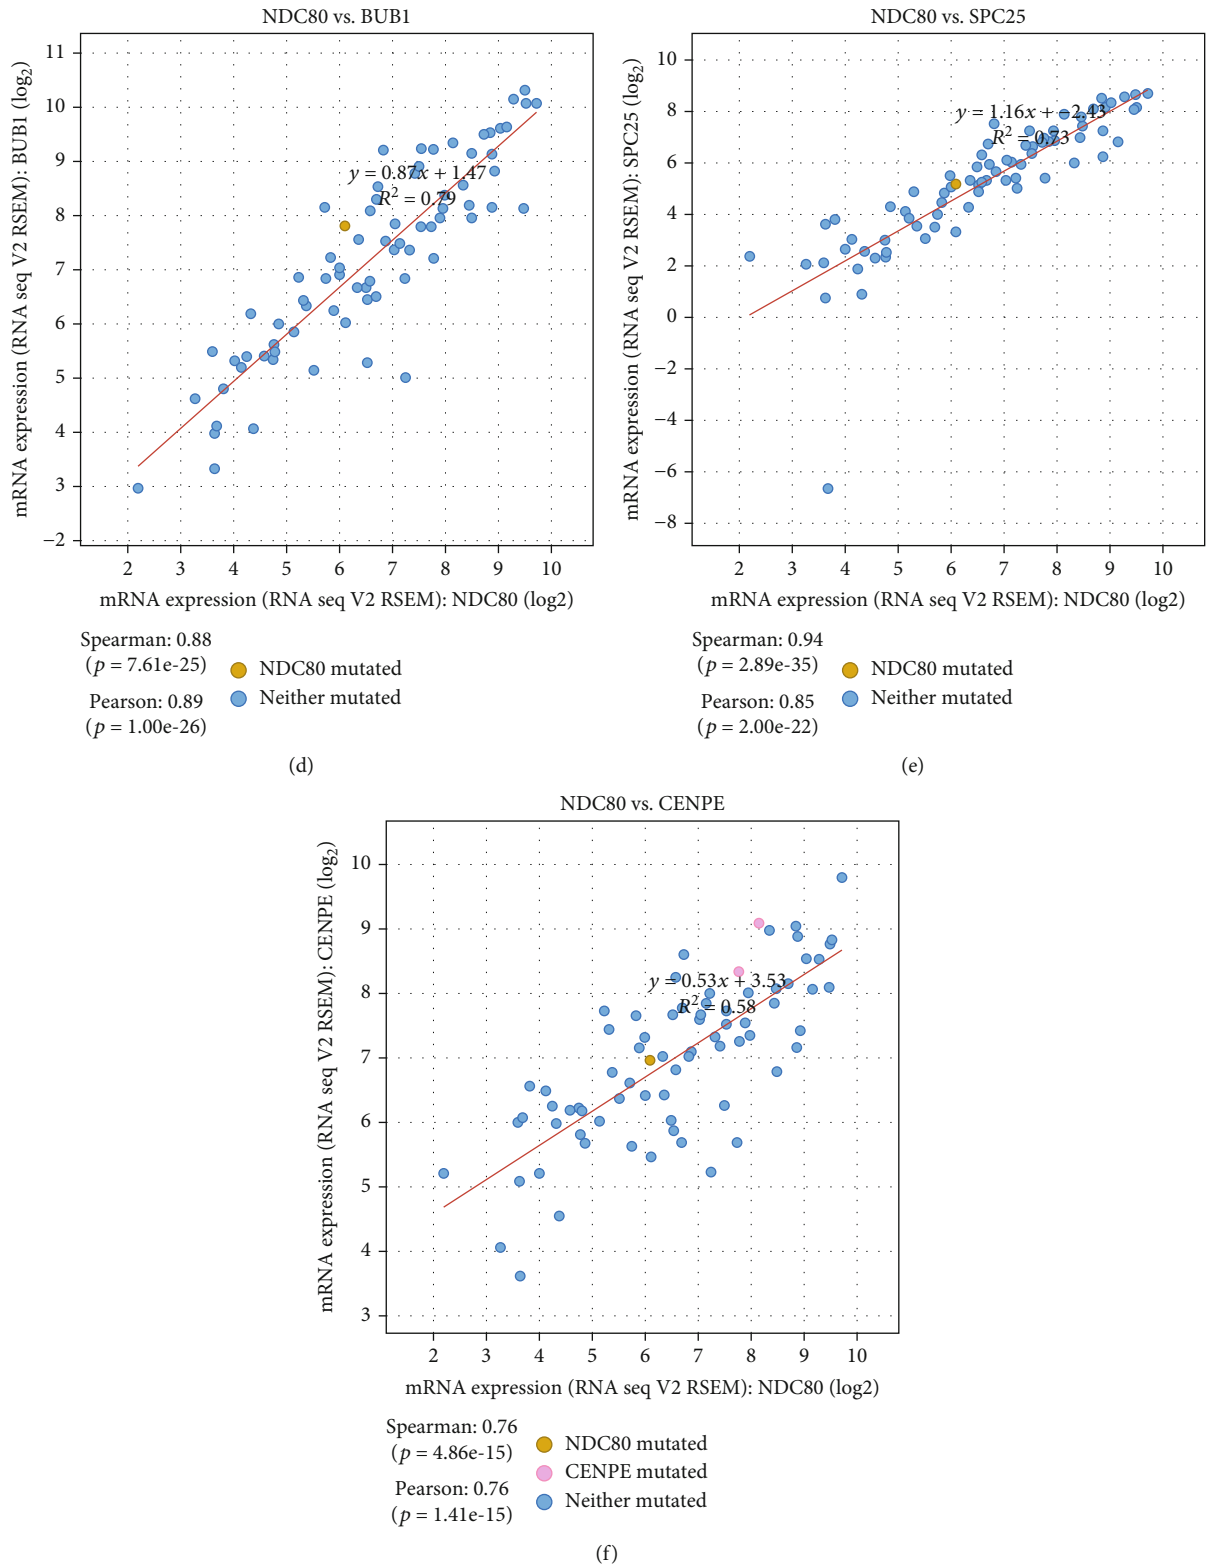 NDC80 vs. BUB1
mRNA expression (RNA seq V2 RSEM): BUB1 (log2)
11
10
9
8
7
6
5
4
3
−2
y = 0.87x + 1.47
R2 = 0.79
2 3 4 5 6 7 8 9 10
mRNA expression (RNA seq V2 RSEM): NDC80 (log2)
Spearman: 0.88
(p = 7.61e-25)
Pearson: 0.89
(p = 1.00e-26)
NDC80 mutated
Neither mutated
(d)
NDC80 vs. SPC25
mRNA expression (RNA seq V2 RSEM): SPC25 (log2)
10
8
6
4
2
0
−2
−4
−6
−8
y = 1.16x + −2.43
R2 = 0.73
2 3 4 5 6 7 8 9 10
mRNA expression (RNA seq V2 RSEM): NDC80 (log2)
Spearman: 0.94
(p = 2.89e-35)
Pearson: 0.85
(p = 2.00e-22)
NDC80 mutated
Neither mutated
(e)
NDC80 vs. CENPE
mRNA expression (RNA seq V2 RSEM): CENPE (log2)
10
9
8
7
6
5
4
3
y = 0.53x + 3.53
R2 = 0.58
2 3 4 5 6 7 8 9 10
mRNA expression (RNA seq V2 RSEM): NDC80 (log2)
Spearman: 0.76
(p = 4.86e-15)
Pearson: 0.76
(p = 1.41e-15)
NDC80 mutated
CENPE mutated
Neither mutated
(f)